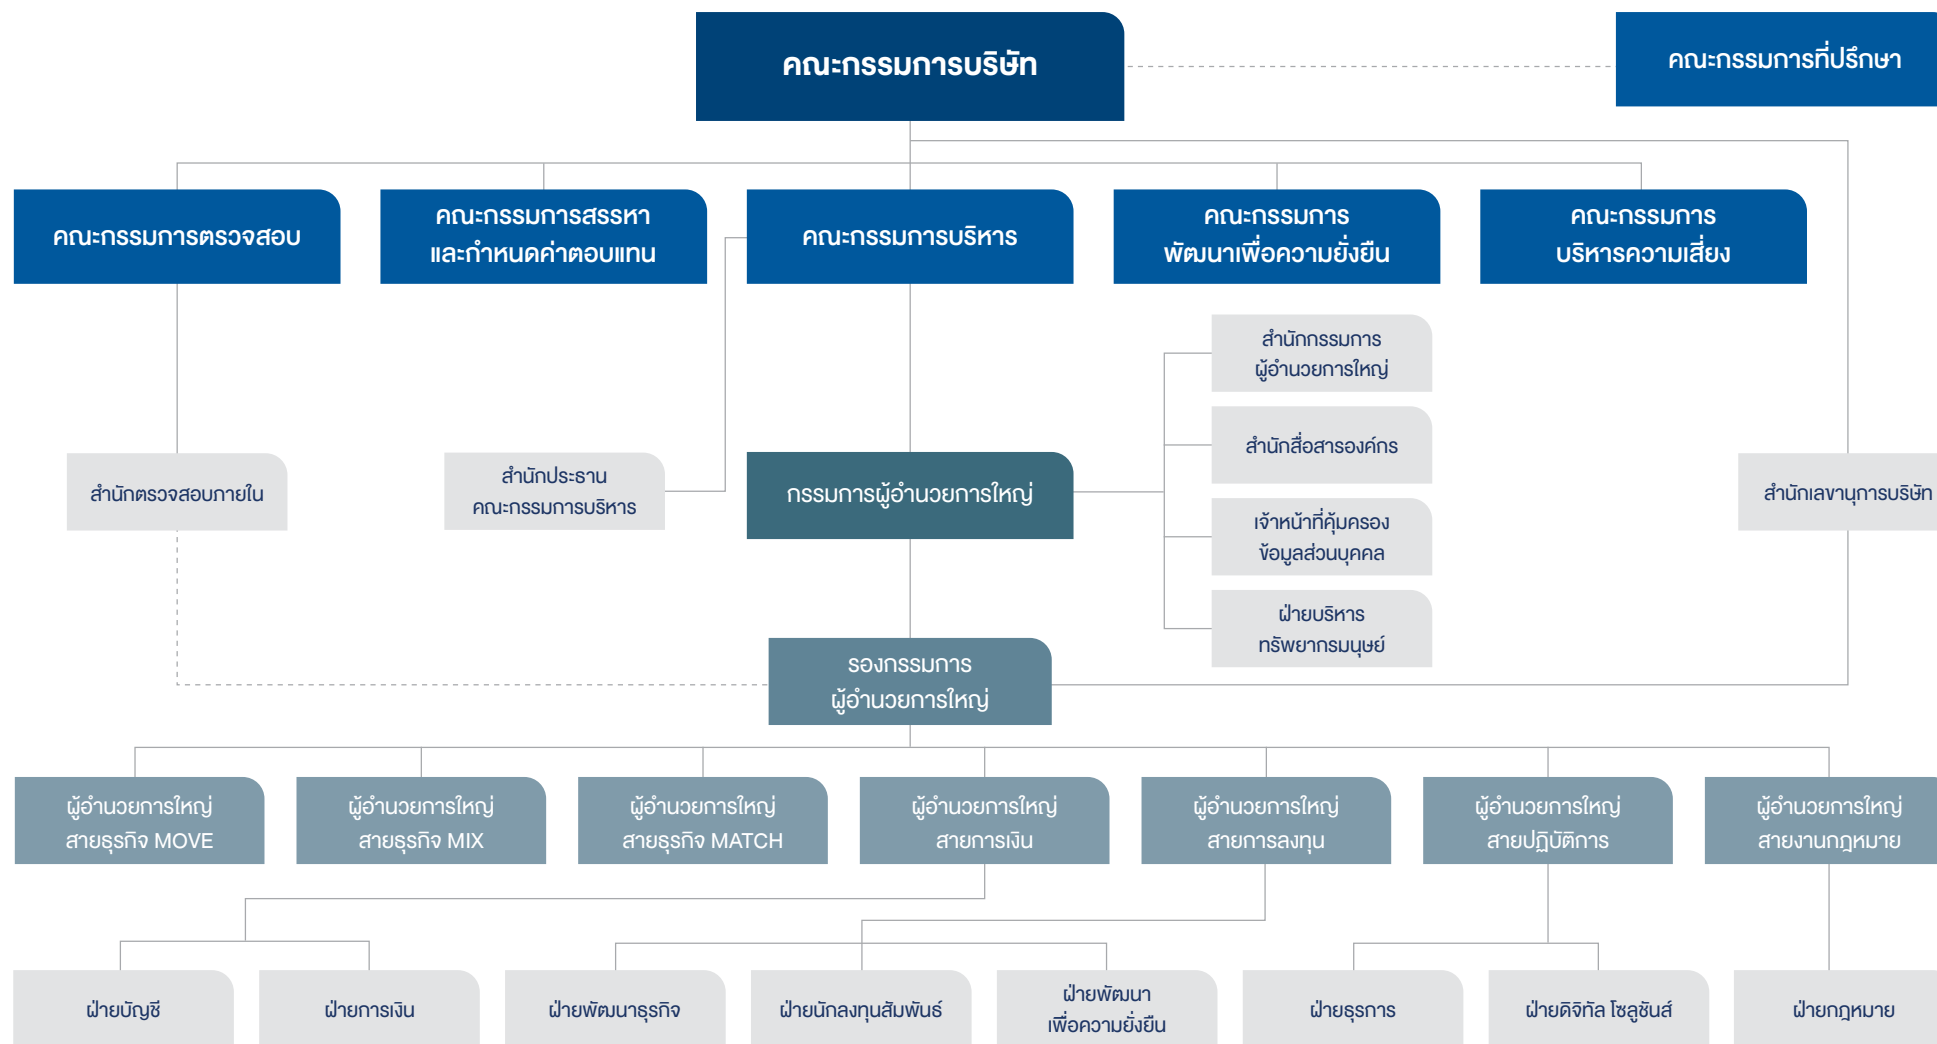 คณะกรรมการบริษัท
คณะกรรมการที่ปรึกษา
คณะกรรมการตรวจสอบ
คณะกรรมการสรรหา
และกำหนดค่าตอบแทน
คณะกรรมการบริหาร
คณะกรรมการ
พัฒนาเพื่อความยั่งยืน
คณะกรรมการ
บริหารความเสี่ยง
สำนักกรรมการ
ผู้อำนวยการใหญ่
สำนักสื่อสารองค์กร
เจ้าหน้าที่คุ้มครอง
ข้อมูลส่วนบุคคล
ฝ่ายบริหาร
ทรัพยากรมนุษย์
สำนักตรวจสอบภายใน
สำนักประธาน
คณะกรรมการบริหาร
กรรมการผู้อำนวยการใหญ่
สำนักเลขานุการบริษัท
รองกรรมการ
ผู้อำนวยการใหญ่
ผู้อำนวยการใหญ่
สายธุรกิจ MOVE
ผู้อำนวยการใหญ่
สายธุรกิจ MIX
ผู้อำนวยการใหญ่
สายธุรกิจ MATCH
ผู้อำนวยการใหญ่
สายการเงิน
ผู้อำนวยการใหญ่
สายการลงทุน
ผู้อำนวยการใหญ่
สายปฏิบัติการ
ผู้อำนวยการใหญ่
สายงานกฎหมาย
ฝ่ายบัญชี
ฝ่ายการเงิน
ฝ่ายพัฒนาธุรกิจ
ฝ่ายนักลงทุนสัมพันธ์
ฝ่ายพัฒนา
เพื่อความยั่งยืน
ฝ่ายธุรการ
ฝ่ายดิจิทัล โซลูชันส์
ฝ่ายกฎหมาย